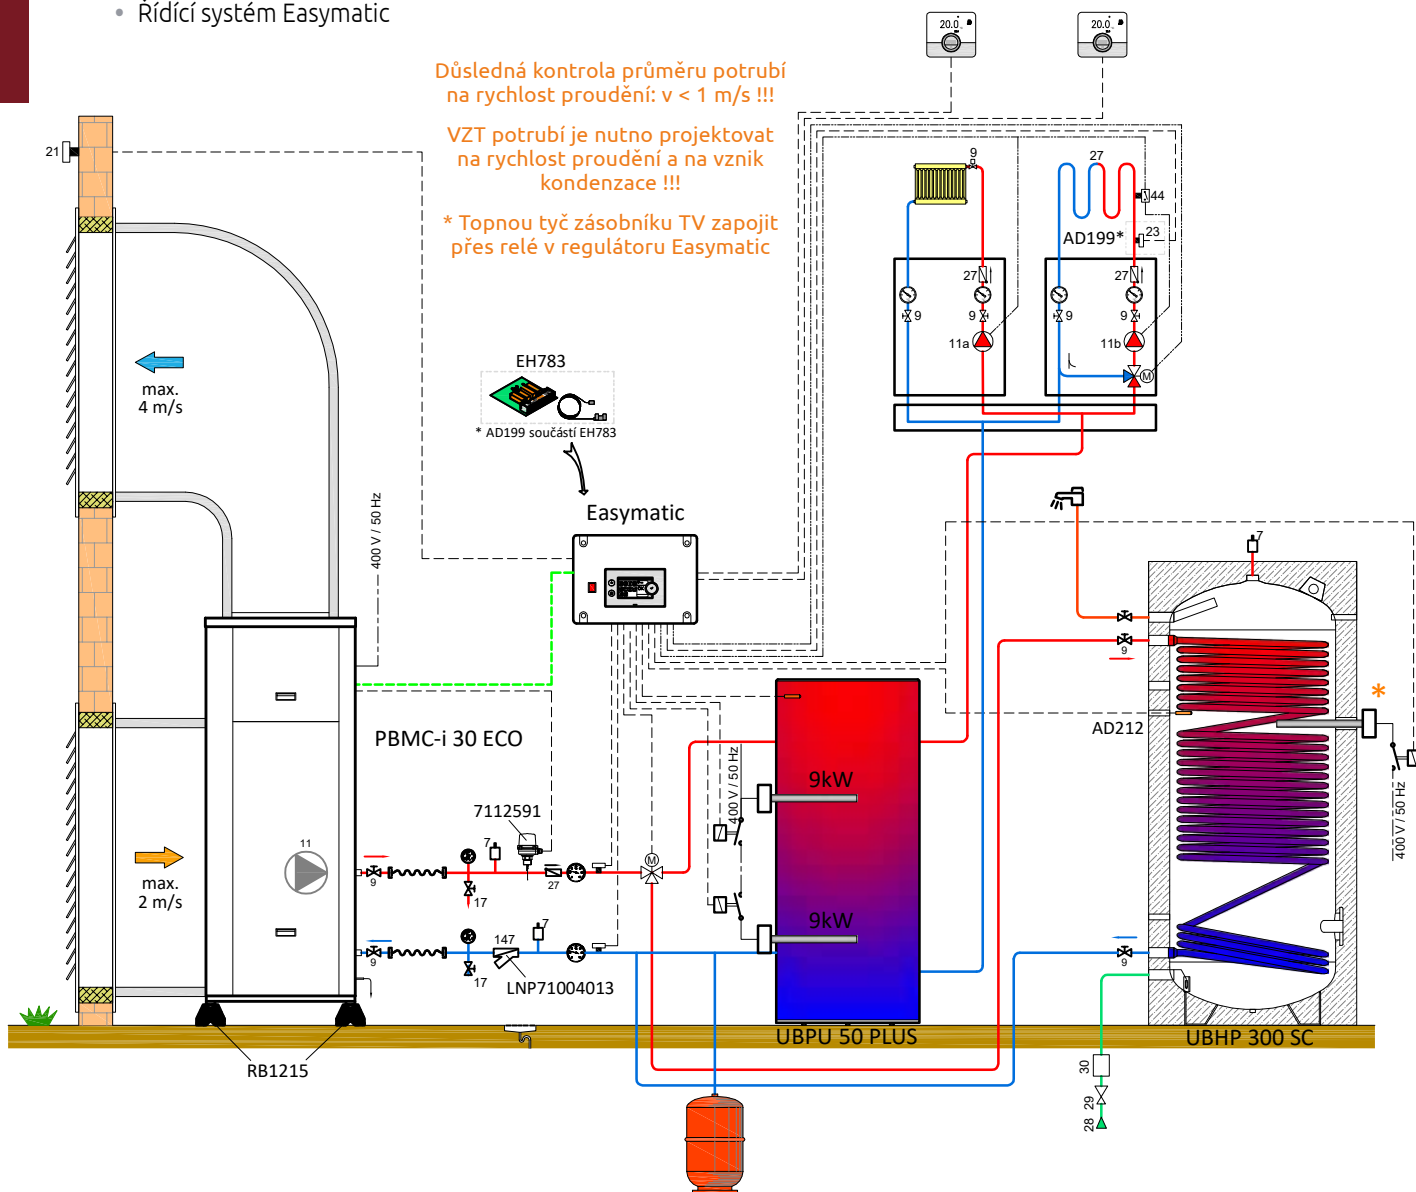 • Řídící systém Easymatic
Důsledná kontrola průměru potrubí
na rychlost proudění: v < 1 m/s !!!
VZT potrubí je nutno projektovat
na rychlost proudění a na vznik
kondenzace !!!
* Topnou tyč zásobníku TV zapojit
přes relé v regulátoru Easymatic
20.0
20.0
21
9
27
44
23
AD199*
27
27
9
9
9
9
11a
11b
M
max.
4 m/s
EH783
* AD199 součástí EH783
Easymatic
400 V / 50 Hz
7
9
PBMC-i 30 ECO
AD212
*
9kW
400 V / 50 Hz
400 V / 50 Hz
7112591
7
11
M
max.
2 m/s
9
17
27
9kW
147
7
9
17
9
LNP71004013
UBPU 50 PLUS
UBHP 300 SC
RB1215
30
29
28